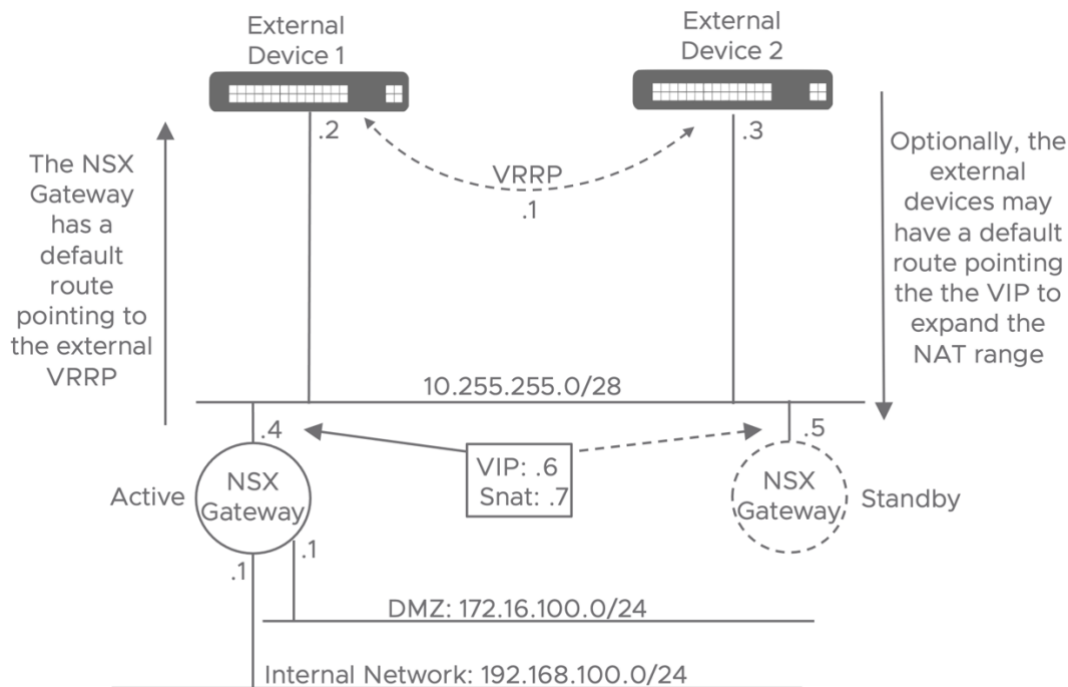 External
Device 1
External
Device 2
.2
.3
The NSX
Gateway
has a
default
route
pointing to
the external
VRRP
VRRP
.1
Optionally, the
external
devices may
have a default
route pointing
the the VIP to
expand the
NAT range
10.255.255.0/28
.4
.5
Active
NSX
Gateway
VIP: .6
Snat: .7
NSX
Gateway
Standby
.1
.1
DMZ: 172.16.100.0/24
Internal Network: 192.168.100.0/24